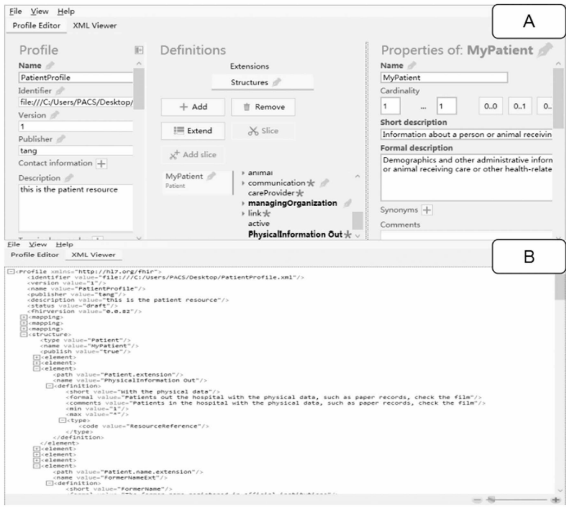 File View Help
A
Profile Editor XML Viewer
Profile
Name
PatientProfile
Identifier
file:///C:/Users/PACS/Desktop/
Version
1
Publisher
tang
Contact information +
Description
this is the patient resource
Definitions
Extensions
Structures
+ Add
Remove
Extend
Slice
Add slice
MyPatient
Patient
animal
communication
careProvider
managingOrganization
link
active
PhysicalInformation Out
Properties of: MyPatient
Name
MyPatient
Cardinality
1 ... 1 0..0 0..1 0..
Short description
Information about a person or animal receivin
Formal description
Demographics and other administrative inforn
or animal receiving care or other health-relate
Synonyms +
Comments
File View Help
B
Profile Editor XML Viewer
<Profile xmlns="http://hl7.org/fhir">
<identifier value="file:///C:/Users/PACS/Desktop/PatientProfile.xml"/>
<version value="1"/>
<name value="PatientProfile"/>
<publisher value="tang"/>
<description value="this is the patient resource"/>
<status value="draft"/>
<fhirVersion value="0.0.82"/>
<mapping>
<mapping>
<mapping>
<structure>
<type value="Patient"/>
<name value="MyPatient"/>
<publish value="true"/>
<element>
<element>
<element>
<path value="Patient.extension"/>
<name value="PhysicalInformation Out"/>
<definition>
<short value="With the physical data"/>
<formal value="Patients out the hospital with the physical data, such as paper records, check the film"/>
<comments value="Patients in the hospital with the physical data, such as paper records, check the film"/>
<min value="1"/>
<max value="*"/>
<type>
<code value="ResourceReference"/>
</type>
</definition>
</element>
<element>
<element>
<element>
<element>
<path value="Patient.name.extension"/>
<name value="FormerNameExt"/>
<definition>
<short value="FormerName"/>